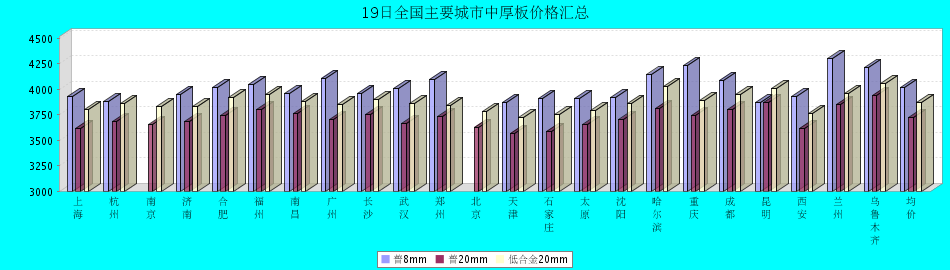 19日全国主要城市中厚板价格汇总
4500
4250
4000
3750
3500
3250
3000
上海 杭州 南京 济南 合肥 福州 南昌 广州 长沙 武汉 郑州 北京 天津 石家庄 太原 沈阳 哈尔滨 重庆 成都 昆明 西安 兰州 乌鲁木齐 均价
普8mm 普20mm 低合金20mm